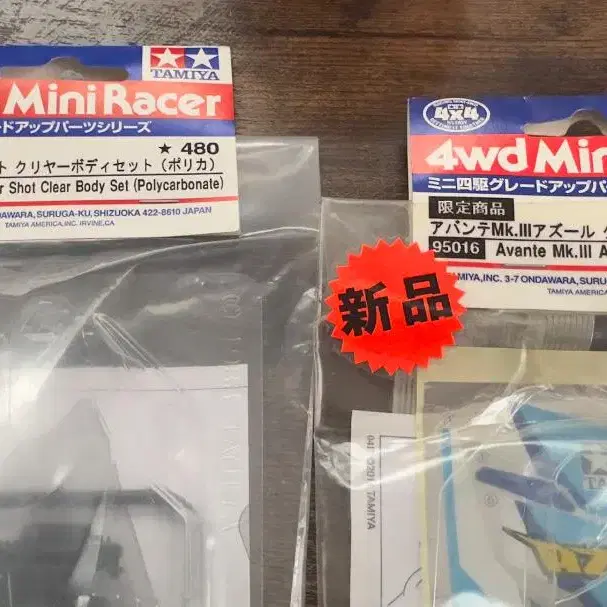 TAMIYA
Mini Racer
ードアップパーツシリーズ
★ 480
ト クリヤーボディセット (ポリカ)
r Shot Clear Body Set (Polycarbonate)
DAWARA, SURUGA-KU, SHIZUOKA 422-8610 JAPAN
TAMIYA AMERICA, INC. IRVINE, CA
4x4
4wd Min
ミニ四駆グレードアップパ
限定商品
アバンテMk.IIIアズール ク
95016 Avante Mk.III A
MIYA, INC. 3-7 ONDAWARA, SURUG
TAMIYA AMERICA
新品
TAMIYA